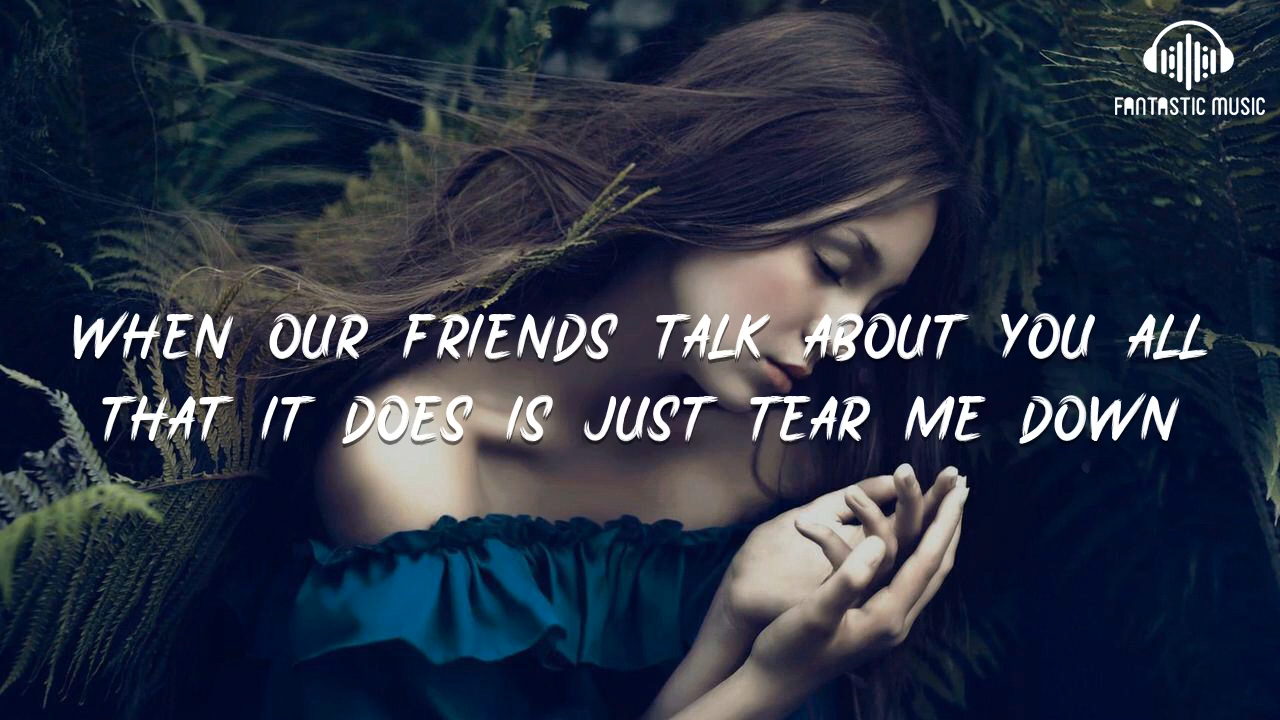 FANTASTIC MUSIC
WHEN OUR FRIENDS TALK ABOUT YOU ALL
THAT IT DOES IS JUST TEAR ME DOWN